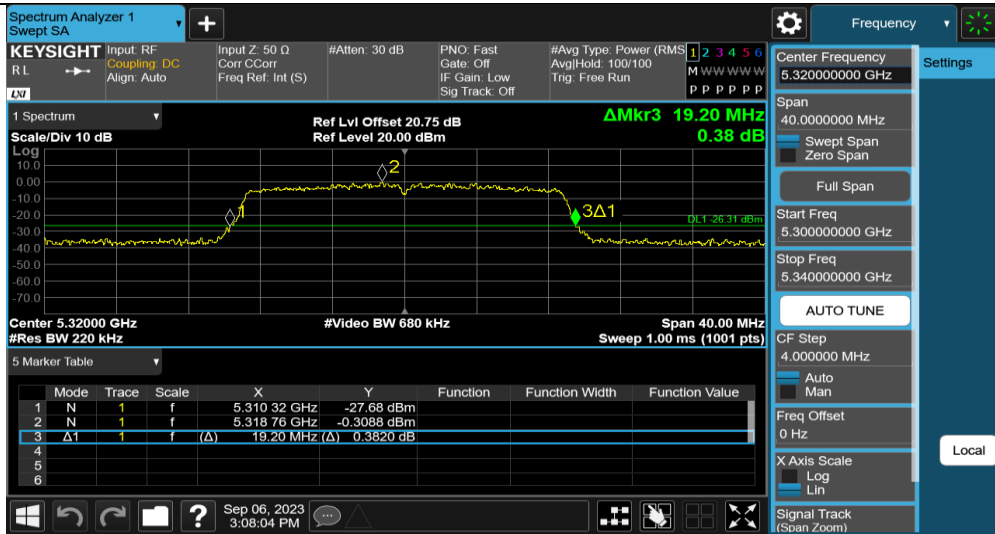 Spectrum Analyzer 1
Swept SA
Frequency
KEYSIGHT
R L
LXI
Input: RF
Coupling: DC
Align: Auto
Input Z: 50 Ω
Corr CCorr
Freq Ref: Int (S)
#Atten: 30 dB
PNO: Fast
Gate: Off
IF Gain: Low
Sig Track: Off
#Avg Type: Power (RMS
Avg|Hold: 100/100
Trig: Free Run
1 2 3 4 5 6
M W W W W W
P P P P P P
1 Spectrum
Scale/Div 10 dB
Ref Lvl Offset 20.75 dB
Ref Level 20.00 dBm
ΔMkr3 19.20 MHz
0.38 dB
Log
10.0
0.00
-10.0
-20.0
-30.0
-40.0
-50.0
-60.0
-70.0
1
2
3Δ1
DL1 -26.31 dBm
Center 5.32000 GHz
#Video BW 680 kHz
Span 40.00 MHz
#Res BW 220 kHz
Sweep 1.00 ms (1001 pts)
5 Marker Table
Mode Trace Scale X Y Function Function Width Function Value
1 N 1 f 5.310 32 GHz -27.68 dBm
2 N 1 f 5.318 76 GHz -0.3088 dBm
3 Δ1 1 f (Δ) 19.20 MHz (Δ) 0.3820 dB
4
5
6
Sep 06, 2023
3:08:04 PM
Center Frequency
5.320000000 GHz
Span
40.0000000 MHz
Swept Span
Zero Span
Full Span
Start Freq
5.300000000 GHz
Stop Freq
5.340000000 GHz
AUTO TUNE
CF Step
4.000000 MHz
Auto
Man
Freq Offset
0 Hz
X Axis Scale
Log
Lin
Signal Track
(Span Zoom)
Settings
Local